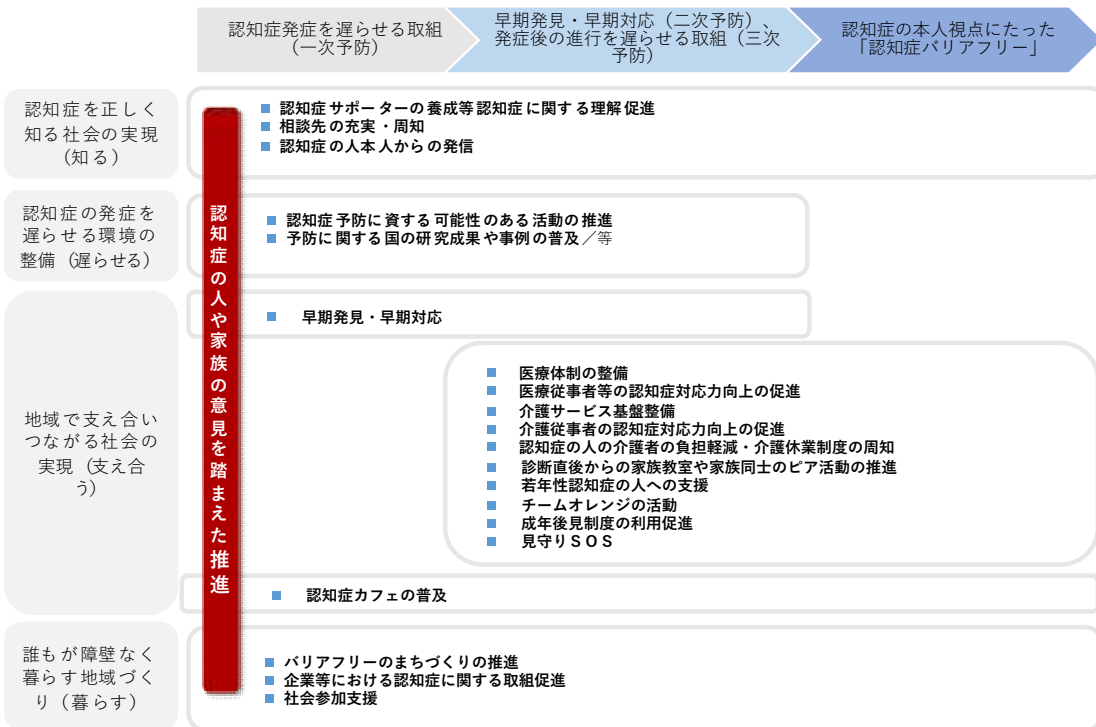 認知症発症を遅らせる取組
(一次予防)
早期発見・早期対応(二次予防)、
発症後の進行を遅らせる取組(三次
予防)
認知症の本人視点にたった
「認知症バリアフリー」
認知症を正しく
知る社会の実現
(知る)
認知症サポーターの養成等認知症に関する理解促進
相談先の充実・周知
認知症の人本人からの発信
認知症の人や家族の意見を踏まえた推進
認知症の発症を
遅らせる環境の
整備(遅らせる)
認知症予防に資する可能性のある活動の推進
予防に関する国の研究成果や事例の普及/等
地域で支え合い
つながる社会の
実現(支え合
う)
早期発見・早期対応
医療体制の整備
医療従事者等の認知症対応力向上の促進
介護サービス基盤整備
介護従事者の認知症対応力向上の促進
認知症の人の介護者の負担軽減・介護休業制度の周知
診断直後からの家族教室や家族同士のピア活動の推進
若年性認知症の人への支援
チームオレンジの活動
成年後見制度の利用促進
見守りSOS
認知症カフェの普及
誰もが障壁なく
暮らす地域づく
り(暮らす)
バリアフリーのまちづくりの推進
企業等における認知症に関する取組促進
社会参加支援